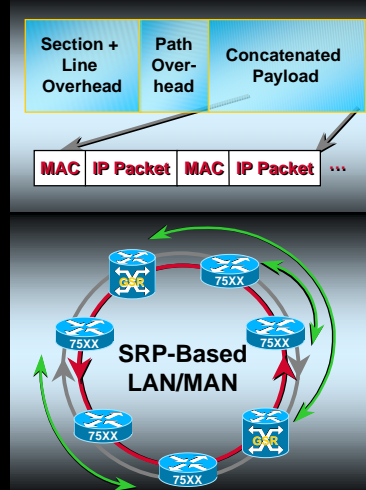 Section +
Line
Overhead
Path
Over-
head
Concatenated
Payload
MAC IP Packet MAC IP Packet ...
GSR
75XX
75XX
75XX
SRP-Based
LAN/MAN
75XX
GSR
75XX